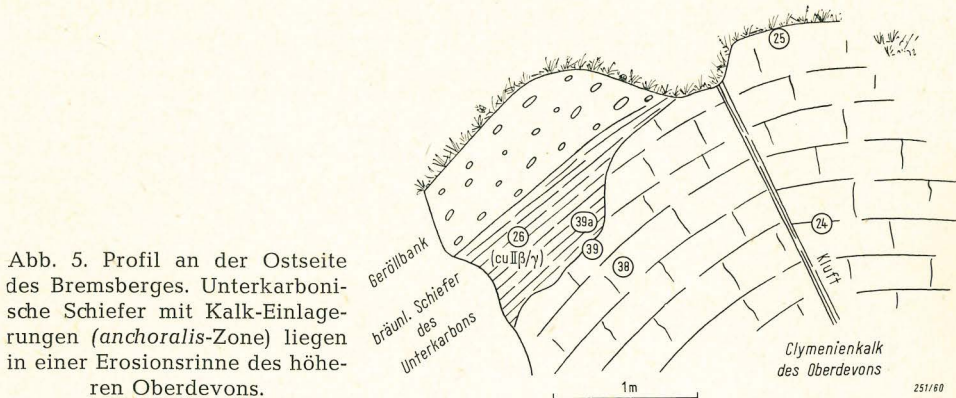 Abb. 5. Profil an der Ostseite
des Bremsberges. Unterkarboni-
sche Schiefer mit Kalk-Einlage-
rungen (anchoralis-Zone) liegen
in einer Erosionsrinne des höhe-
ren Oberdevons.
25
24
26
(cu II β/γ)
39a
39
38
Geröllbank
bräunl. Schiefer
des
Unterkarbons
Kluft
Clymenienkalk
des Oberdevons
1m
251/60